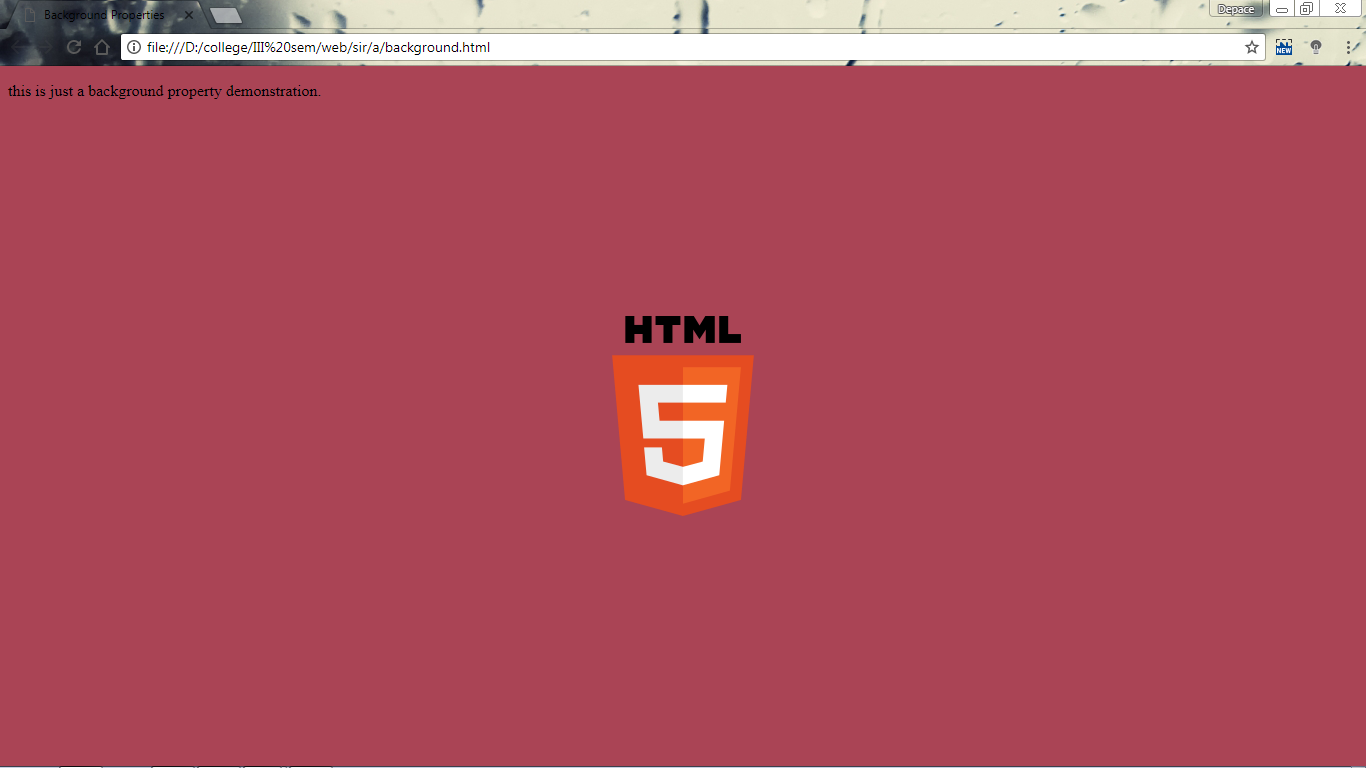 Background Properties
Depace
file:///D:/college/III%20sem/web/sir/a/background.html
NEW
this is just a background property demonstration.
HTML
5